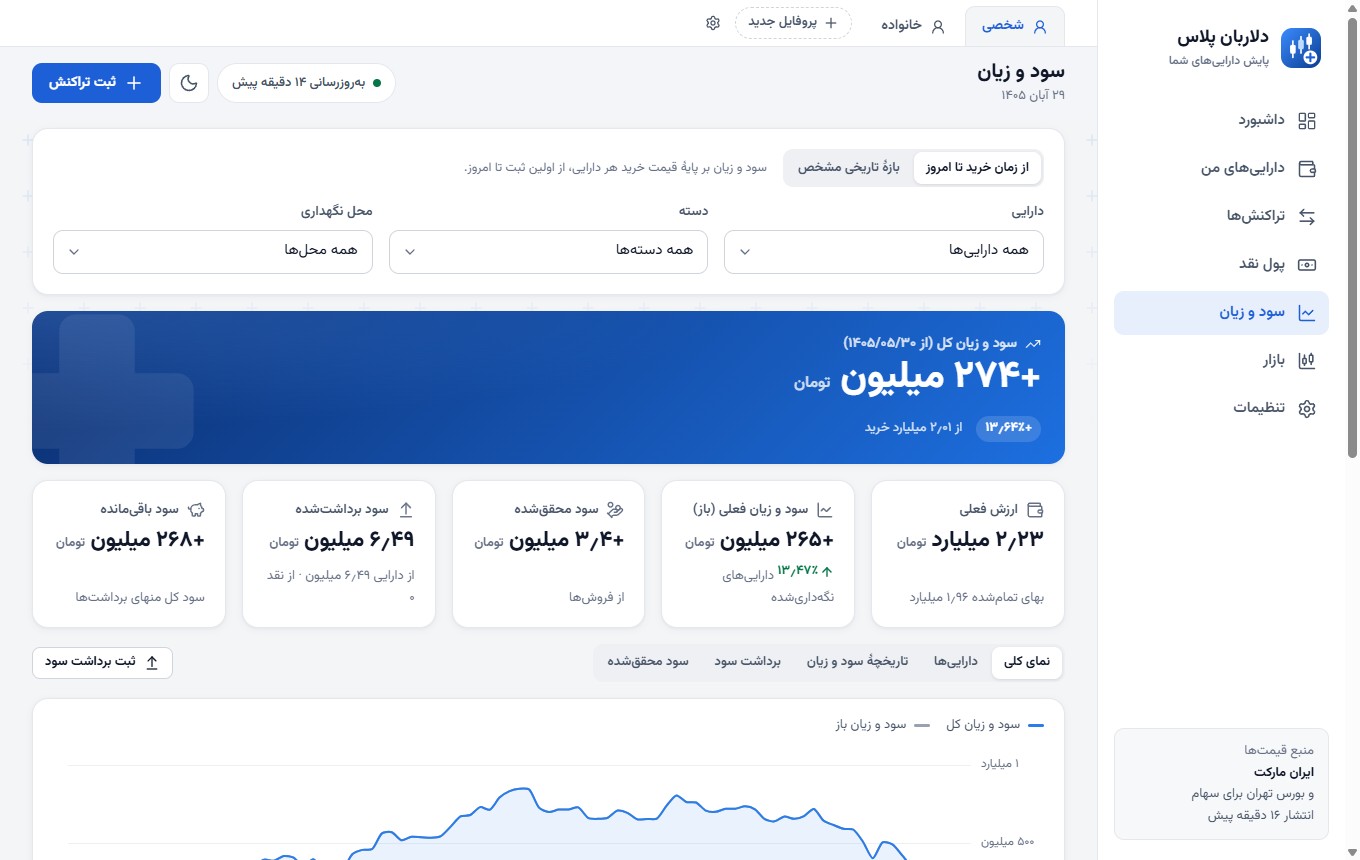 دلاربان پلاس
پایش دارایی‌های شما
داشبورد
دارایی‌های من
تراکنش‌ها
پول نقد
سود و زیان
بازار
تنظیمات
منبع قیمت‌ها
ایران مارکت
و بورس تهران برای سهام
انتشار ۱۶ دقیقه پیش
شخصی
خانواده
پروفایل جدید
سود و زیان
۲۹ آبان ۱۴۰۵
به‌روزرسانی ۱۴ دقیقه پیش
ثبت تراکنش
از زمان خرید تا امروز
بازهٔ تاریخی مشخص
سود و زیان بر پایهٔ قیمت خرید هر دارایی، از اولین ثبت تا امروز.
دارایی
دسته
محل نگهداری
همه دارایی‌ها
همه دسته‌ها
همه محل‌ها
سود و زیان کل (از ۱۴۰۵/۰۵/۳۰)
+۲۷۴ میلیون تومان
+۱۳٫۶۴٪ از ۲٫۰۱ میلیارد خرید
ارزش فعلی
۲٫۲۳ میلیارد تومان
بهای تمام‌شده ۱٫۹۶ میلیارد
سود و زیان فعلی (باز)
+۲۶۵ میلیون تومان
۱۳٫۴۷٪ دارایی‌های
نگه‌داری‌شده
سود محقق‌شده
+۳٫۴ میلیون تومان
از فروش‌ها
سود برداشت‌شده
۶٫۴۹ میلیون تومان
از دارایی ۶٫۴۹ میلیون · از نقد
۰
سود باقی‌مانده
+۲۶۸ میلیون تومان
سود کل منهای برداشت‌ها
نمای کلی
دارایی‌ها
تاریخچهٔ سود و زیان
برداشت سود
سود محقق‌شده
ثبت برداشت سود
سود و زیان کل
سود و زیان باز
۱ میلیارد
۵۰۰ میلیون